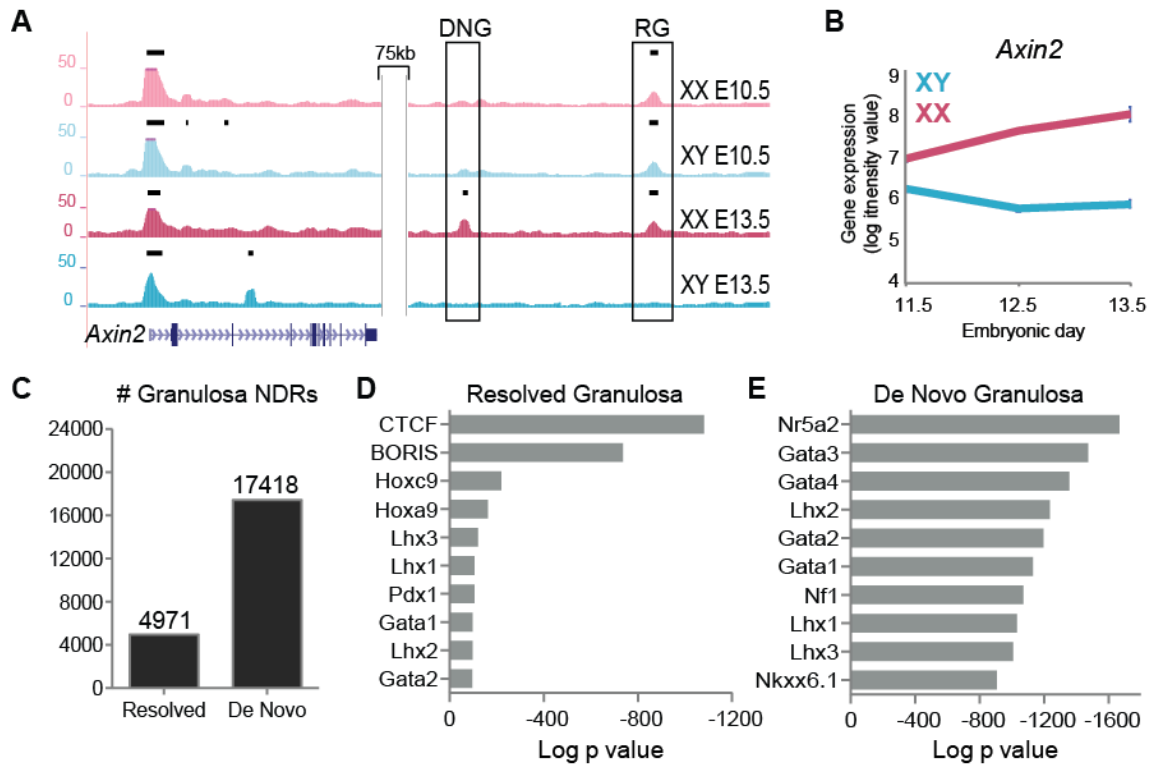 A
DNG
RG
75kb
50
0
XX E10.5
50
0
XY E10.5
50
0
XX E13.5
50
0
XY E13.5
Axin2
B
Axin2
XY
XX
Gene expression
(log itnensity value)
9
8
7
6
5
4
11.5 12.5 13.5
Embryonic day
C
# Granulosa NDRs
24000
20000
16000
12000
8000
4000
0
4971
17418
Resolved De Novo
D
Resolved Granulosa
CTCF
BORIS
Hoxc9
Hoxa9
Lhx3
Lhx1
Pdx1
Gata1
Lhx2
Gata2
0 -400 -800 -1200
Log p value
E
De Novo Granulosa
Nr5a2
Gata3
Gata4
Lhx2
Gata2
Gata1
Nf1
Lhx1
Lhx3
Nkxx6.1
0 -400 -800 -1200 -1600
Log p value